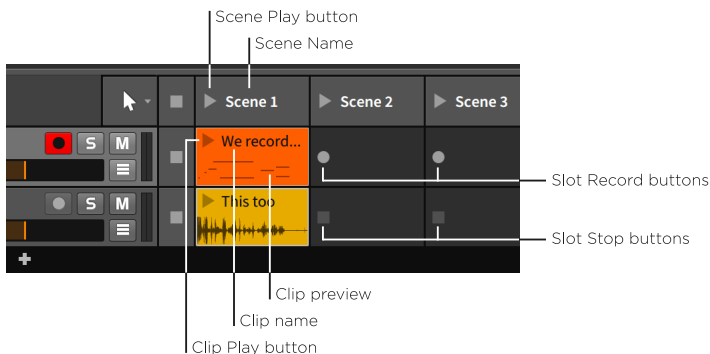 Scene Play button
Scene Name
Scene 1
Scene 2
Scene 3
S M
We record...
Slot Record buttons
S M
This too
Slot Stop buttons
Clip preview
Clip name
Clip Play button